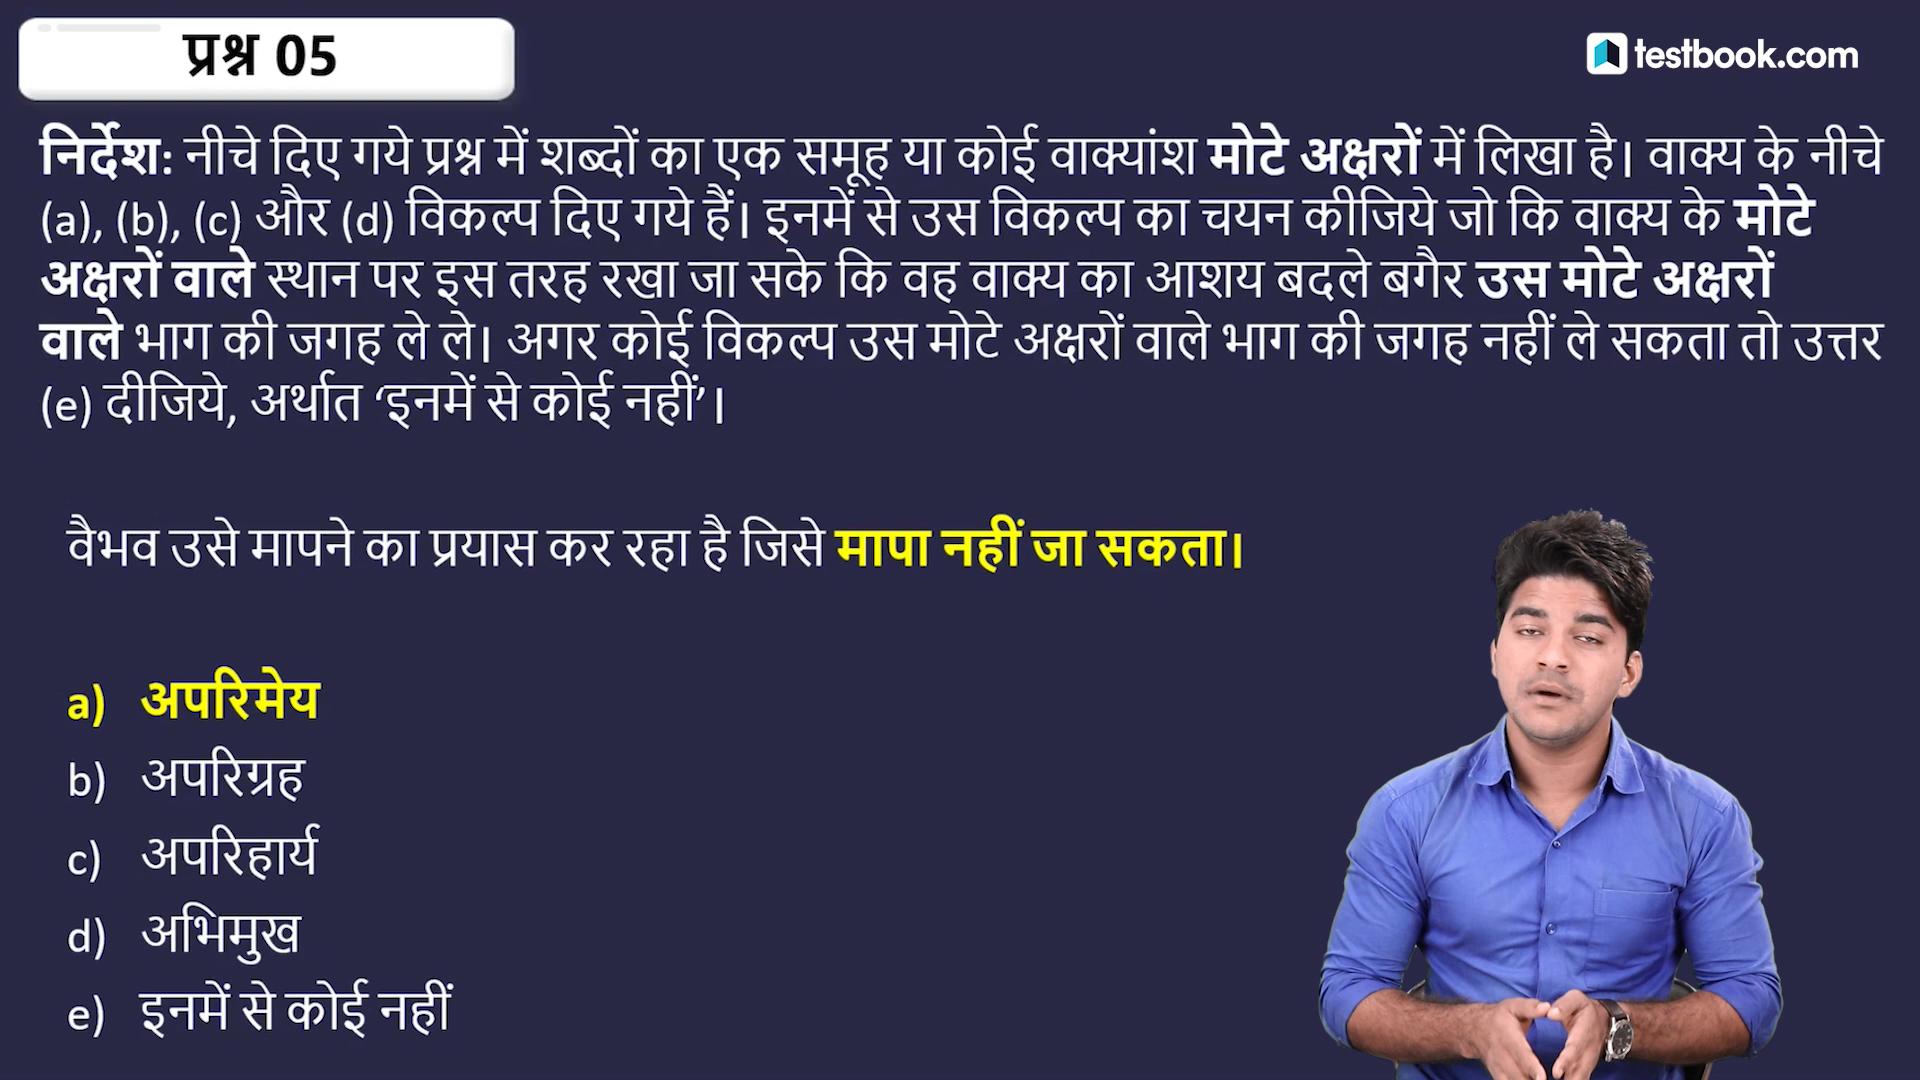 प्रश्न 05
testbook.com
निर्देश: नीचे दिए गये प्रश्न में शब्दों का एक समूह या कोई वाक्यांश मोटे अक्षरों में लिखा है। वाक्य के नीचे
(a), (b), (c) और (d) विकल्प दिए गये हैं। इनमें से उस विकल्प का चयन कीजिये जो कि वाक्य के मोटे
अक्षरों वाले स्थान पर इस तरह रखा जा सके कि वह वाक्य का आशय बदले बगैर उस मोटे अक्षरों
वाले भाग की जगह ले ले। अगर कोई विकल्प उस मोटे अक्षरों वाले भाग की जगह नहीं ले सकता तो उत्तर
(e) दीजिये, अर्थात ‘इनमें से कोई नहीं’।
वैभव उसे मापने का प्रयास कर रहा है जिसे मापा नहीं जा सकता।
a) अपरिमेय
b) अपरिग्रह
c) अपरिहार्य
d) अभिमुख
e) इनमें से कोई नहीं